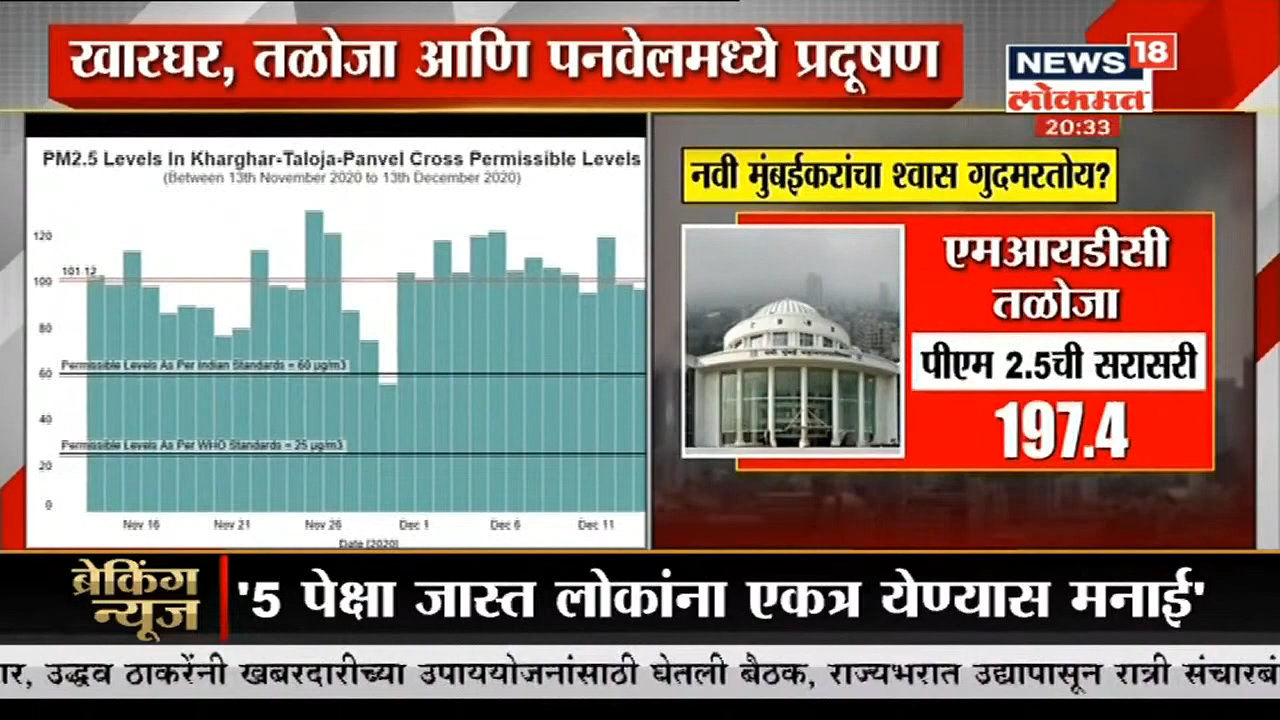 खारघर, तळोजा आणि पनवेलमध्ये प्रदूषण
NEWS 18
लोकमत
20:33
PM2.5 Levels In Kharghar-Taloja-Panvel Cross Permissible Levels
(Between 13th November 2020 to 13th December 2020)
120
101.12
100
80
Permissible Levels As Per Indian Standards = 60 µg/m3
60
40
Permissible Levels As Per WHO Standards = 25 µg/m3
20
0
Nov 16 Nov 21 Nov 26 Dec 1 Dec 6 Dec 11
Date [2020]
नवी मुंबईकरांचा श्वास गुदमरतोय?
एमआयडीसी
तळोजा
पीएम 2.5ची सरासरी
197.4
ब्रेकिंग
न्यूज
'5 पेक्षा जास्त लोकांना एकत्र येण्यास मनाई'
ार, उद्धव ठाकरेंनी खबरदारीच्या उपाययोजनांसाठी घेतली बैठक, राज्यभरात उद्यापासून रात्री संचारबं